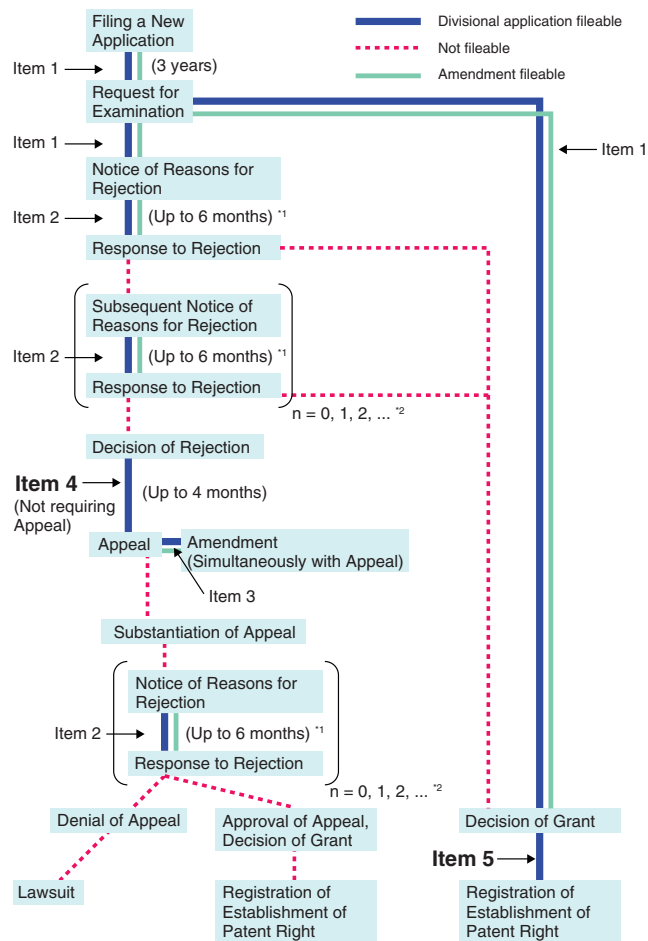 Filing a New
Application
Divisional application fileable
Not fileable
Amendment fileable
Item 1
(3 years)
Request for
Examination
Item 1
Item 1
Notice of Reasons for
Rejection
Item 2
(Up to 6 months) *1
Response to Rejection
Subsequent Notice of
Reasons for Rejection
Item 2
(Up to 6 months) *1
Response to Rejection
n = 0, 1, 2, ... *2
Decision of Rejection
Item 4
(Not requiring
Appeal)
(Up to 4 months)
Appeal
Amendment
(Simultaneously with Appeal)
Item 3
Substantiation of Appeal
Notice of Reasons for
Rejection
Item 2
(Up to 6 months) *1
Response to Rejection
n = 0, 1, 2, ... *2
Denial of Appeal
Approval of Appeal,
Decision of Grant
Decision of Grant
Item 5
Lawsuit
Registration of
Establishment of
Patent Right
Registration of
Establishment of
Patent Right